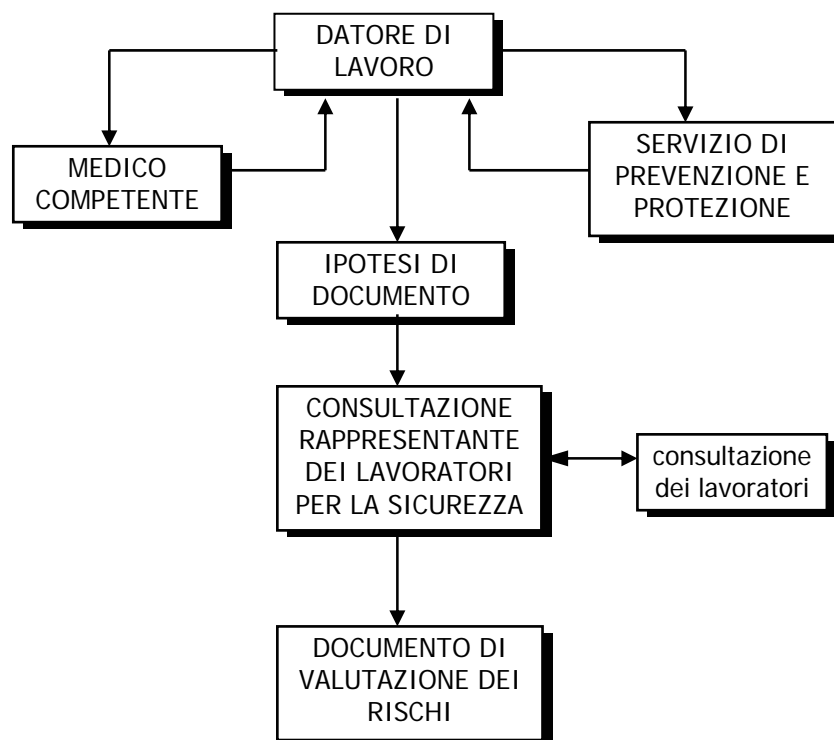 DATORE DI
LAVORO
MEDICO
COMPETENTE
SERVIZIO DI
PREVENZIONE E
PROTEZIONE
IPOTESI DI
DOCUMENTO
CONSULTAZIONE
RAPPRESENTANTE
DEI LAVORATORI
PER LA SICUREZZA
consultazione
dei lavoratori
DOCUMENTO DI
VALUTAZIONE DEI
RISCHI